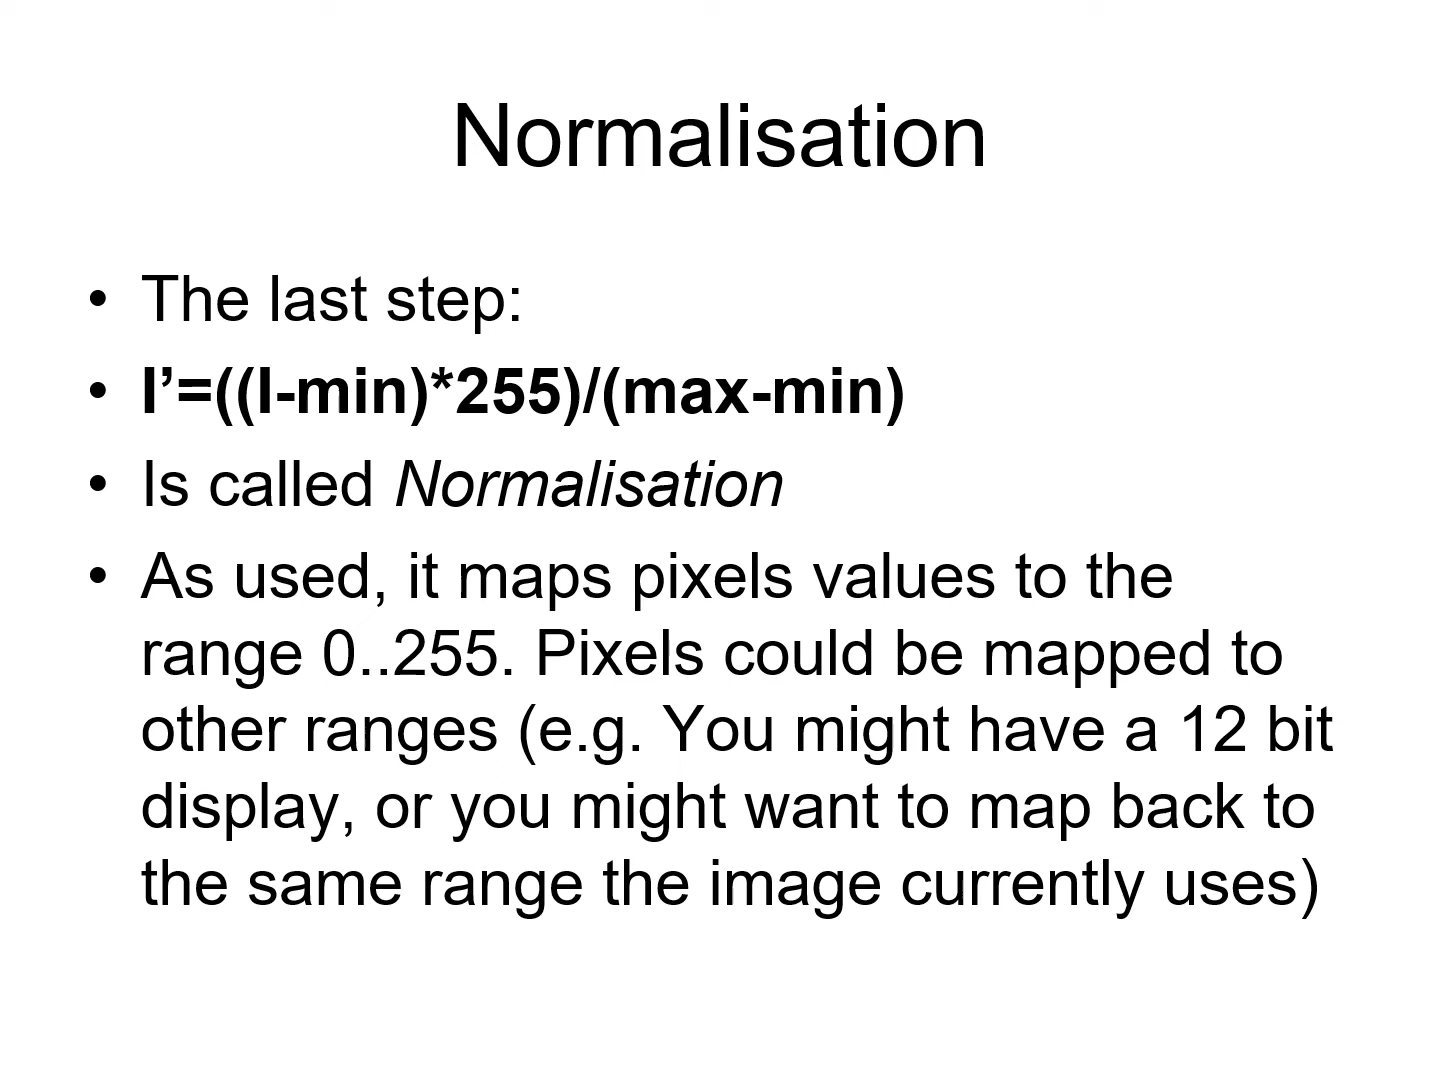 Normalisation
• The last step:
• I’=((I-min)*255)/(max-min)
• Is called Normalisation
• As used, it maps pixels values to the
range 0..255. Pixels could be mapped to
other ranges (e.g. You might have a 12 bit
display, or you might want to map back to
the same range the image currently uses)